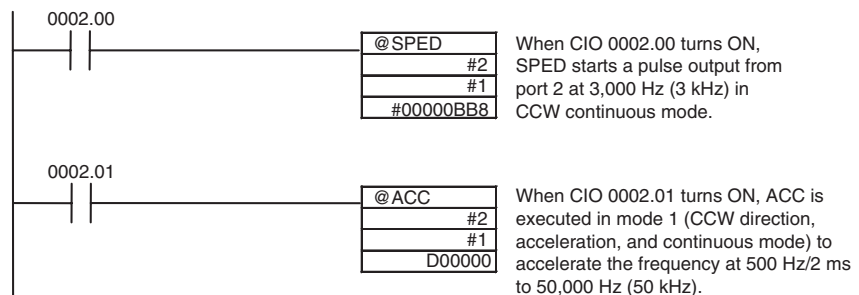 0002.00
@SPED
#2
#1
#00000BB8
When CIO 0002.00 turns ON,
SPED starts a pulse output from
port 2 at 3,000 Hz (3 kHz) in
CCW continuous mode.
0002.01
@ACC
#2
#1
D00000
When CIO 0002.01 turns ON, ACC is
executed in mode 1 (CCW direction,
acceleration, and continuous mode) to
accelerate the frequency at 500 Hz/2 ms
to 50,000 Hz (50 kHz).